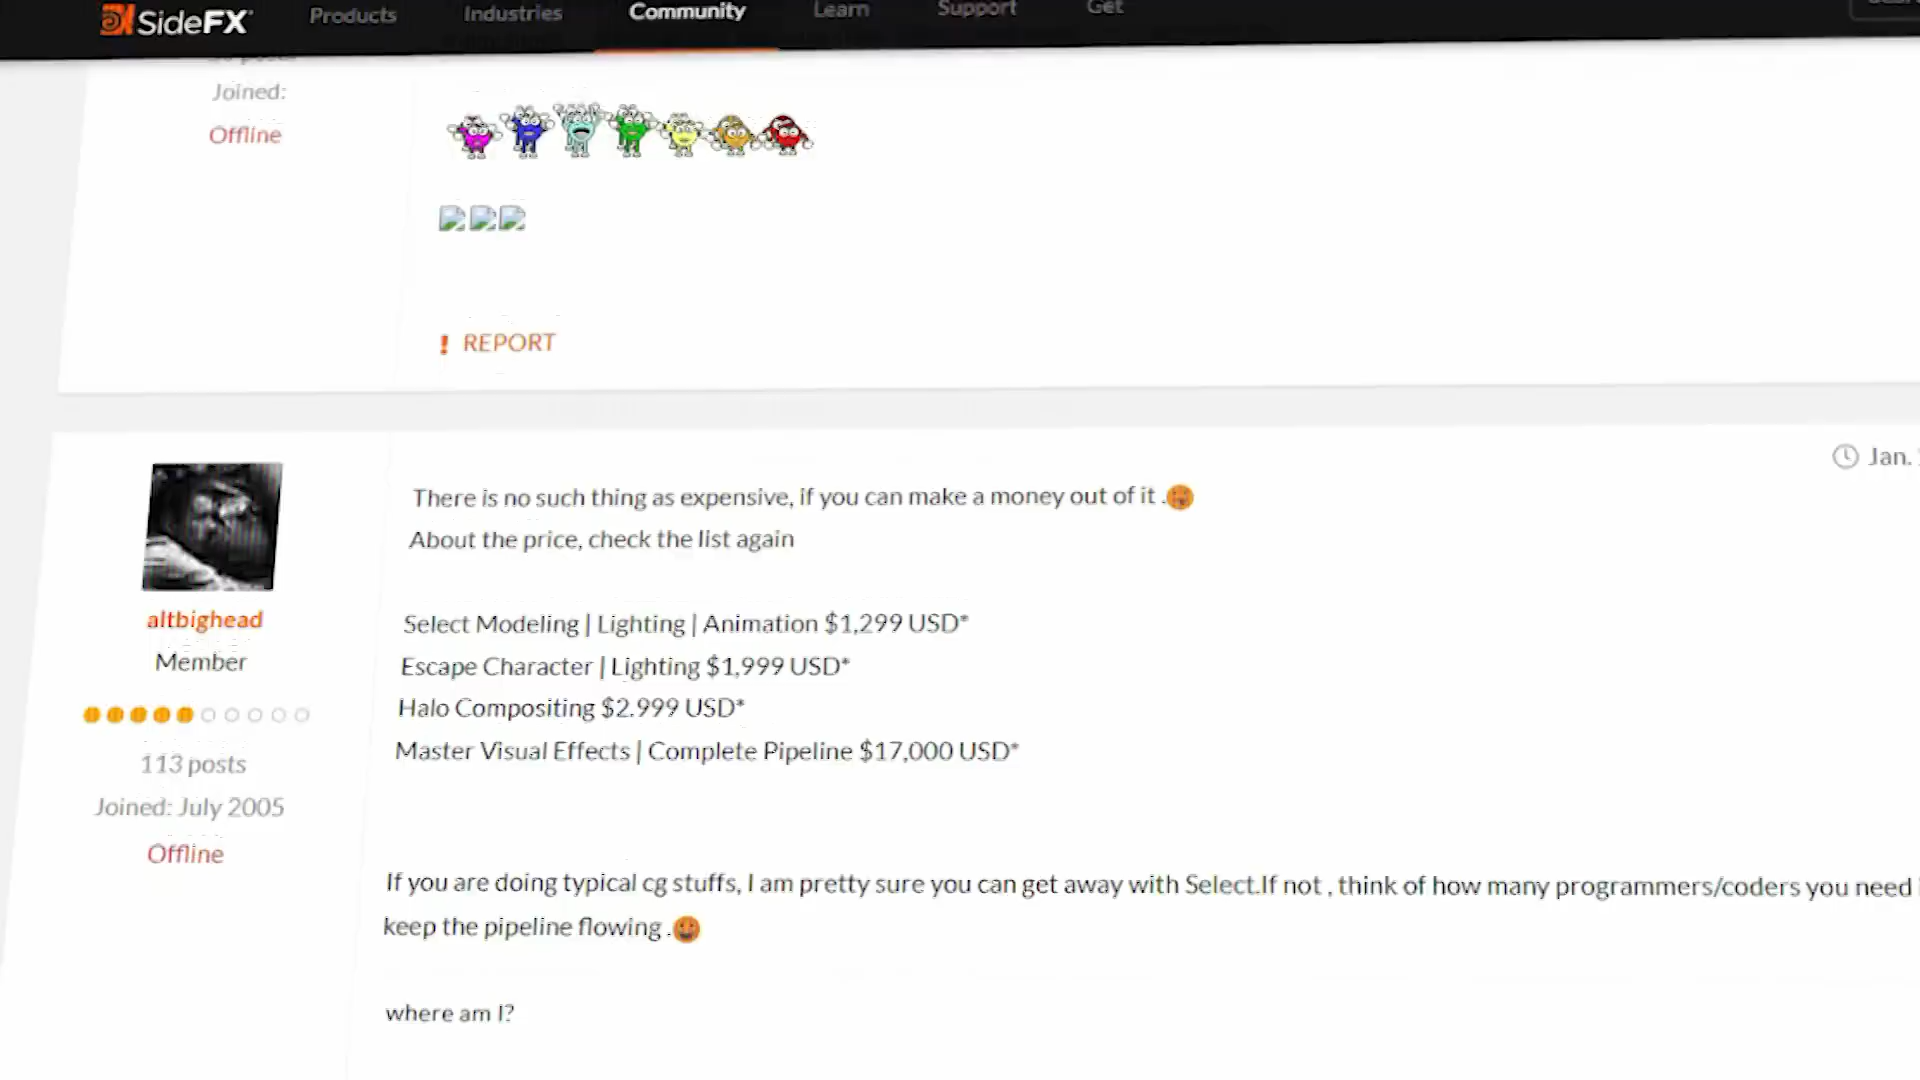 SideFX
Products Industries Community Learn Support Get
Joined:
Offline
! REPORT
Jan.
There is no such thing as expensive, if you can make a money out of it .
About the price, check the list again
Select Modeling | Lighting | Animation $1,299 USD*
Escape Character | Lighting $1,999 USD*
Halo Compositing $2.999 USD*
Master Visual Effects | Complete Pipeline $17,000 USD*
altbighead
Member
113 posts
Joined: July 2005
Offline
If you are doing typical cg stuffs, I am pretty sure you can get away with Select.If not , think of how many programmers/coders you need
keep the pipeline flowing .
where am I?